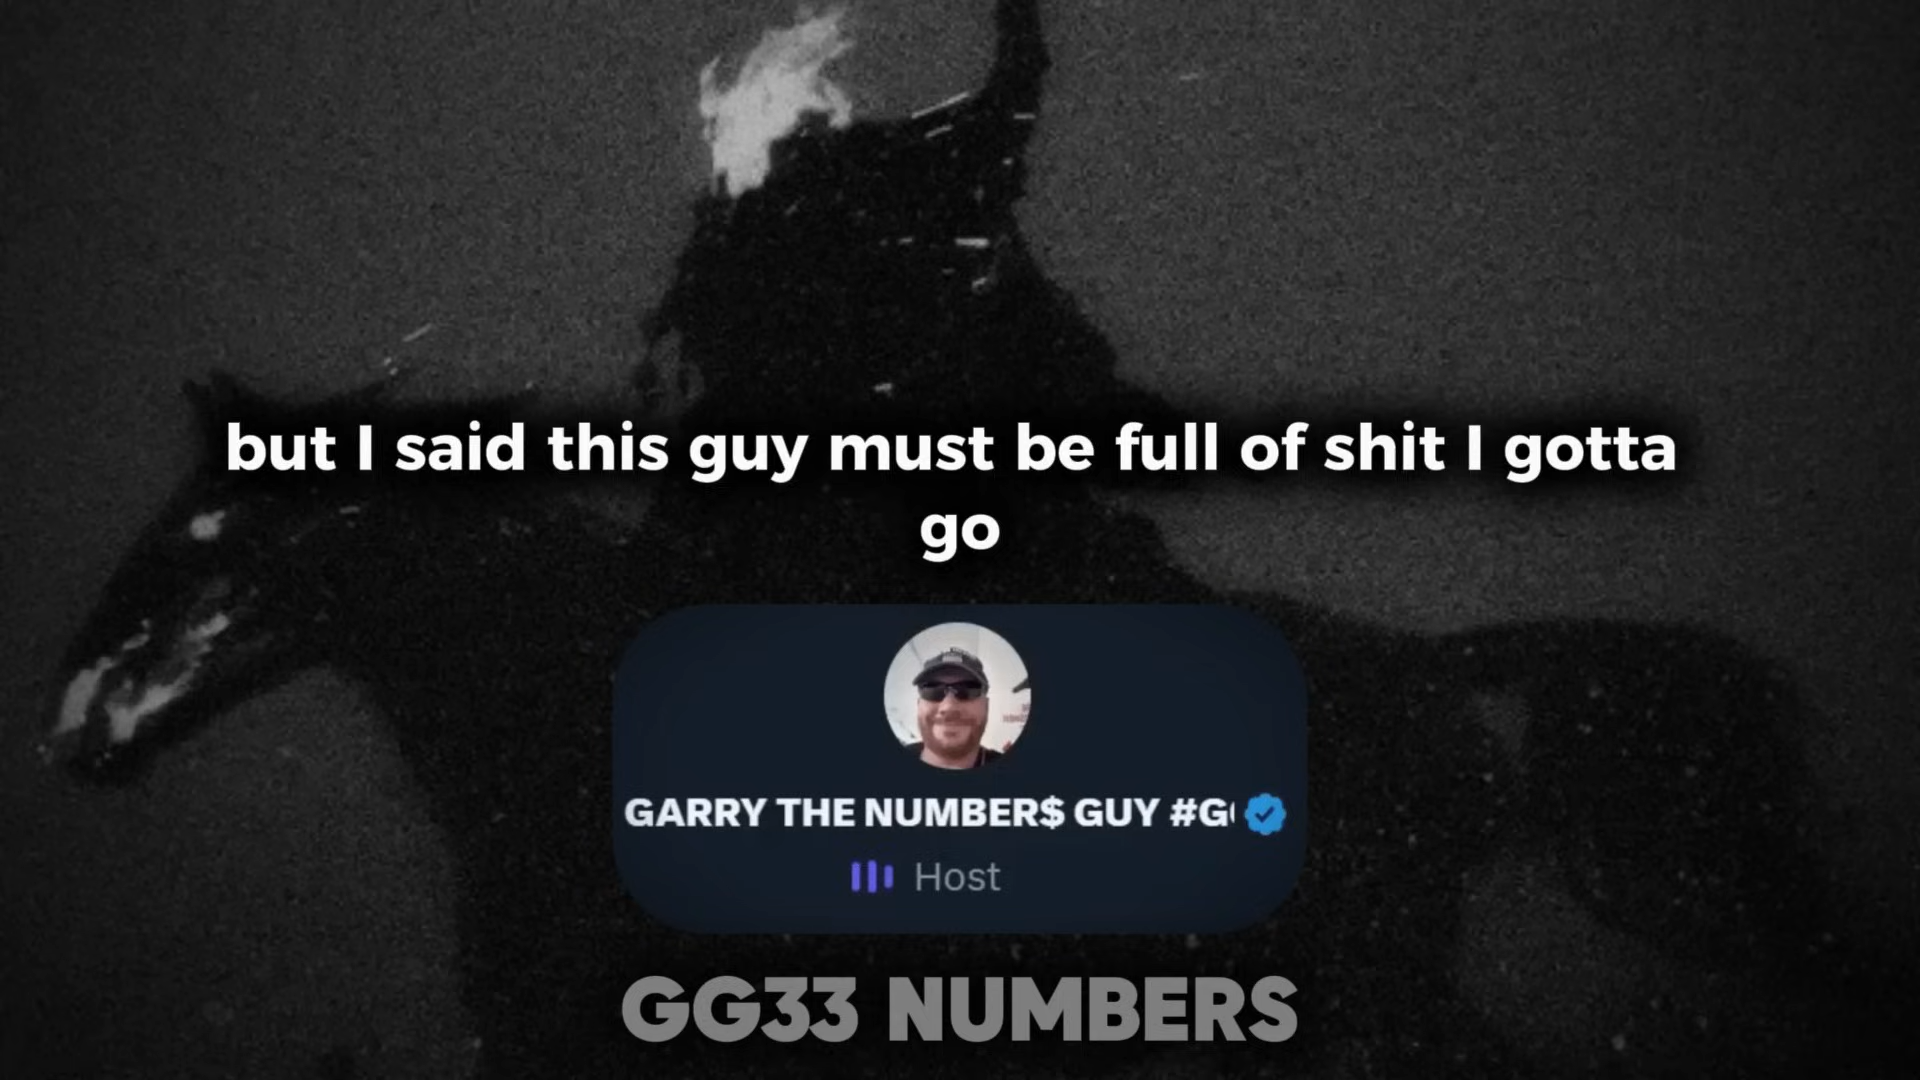 but I said this guy must be full of shit I gotta
go
GARRY THE NUMBER$ GUY #G
Host
GG33 NUMBERS